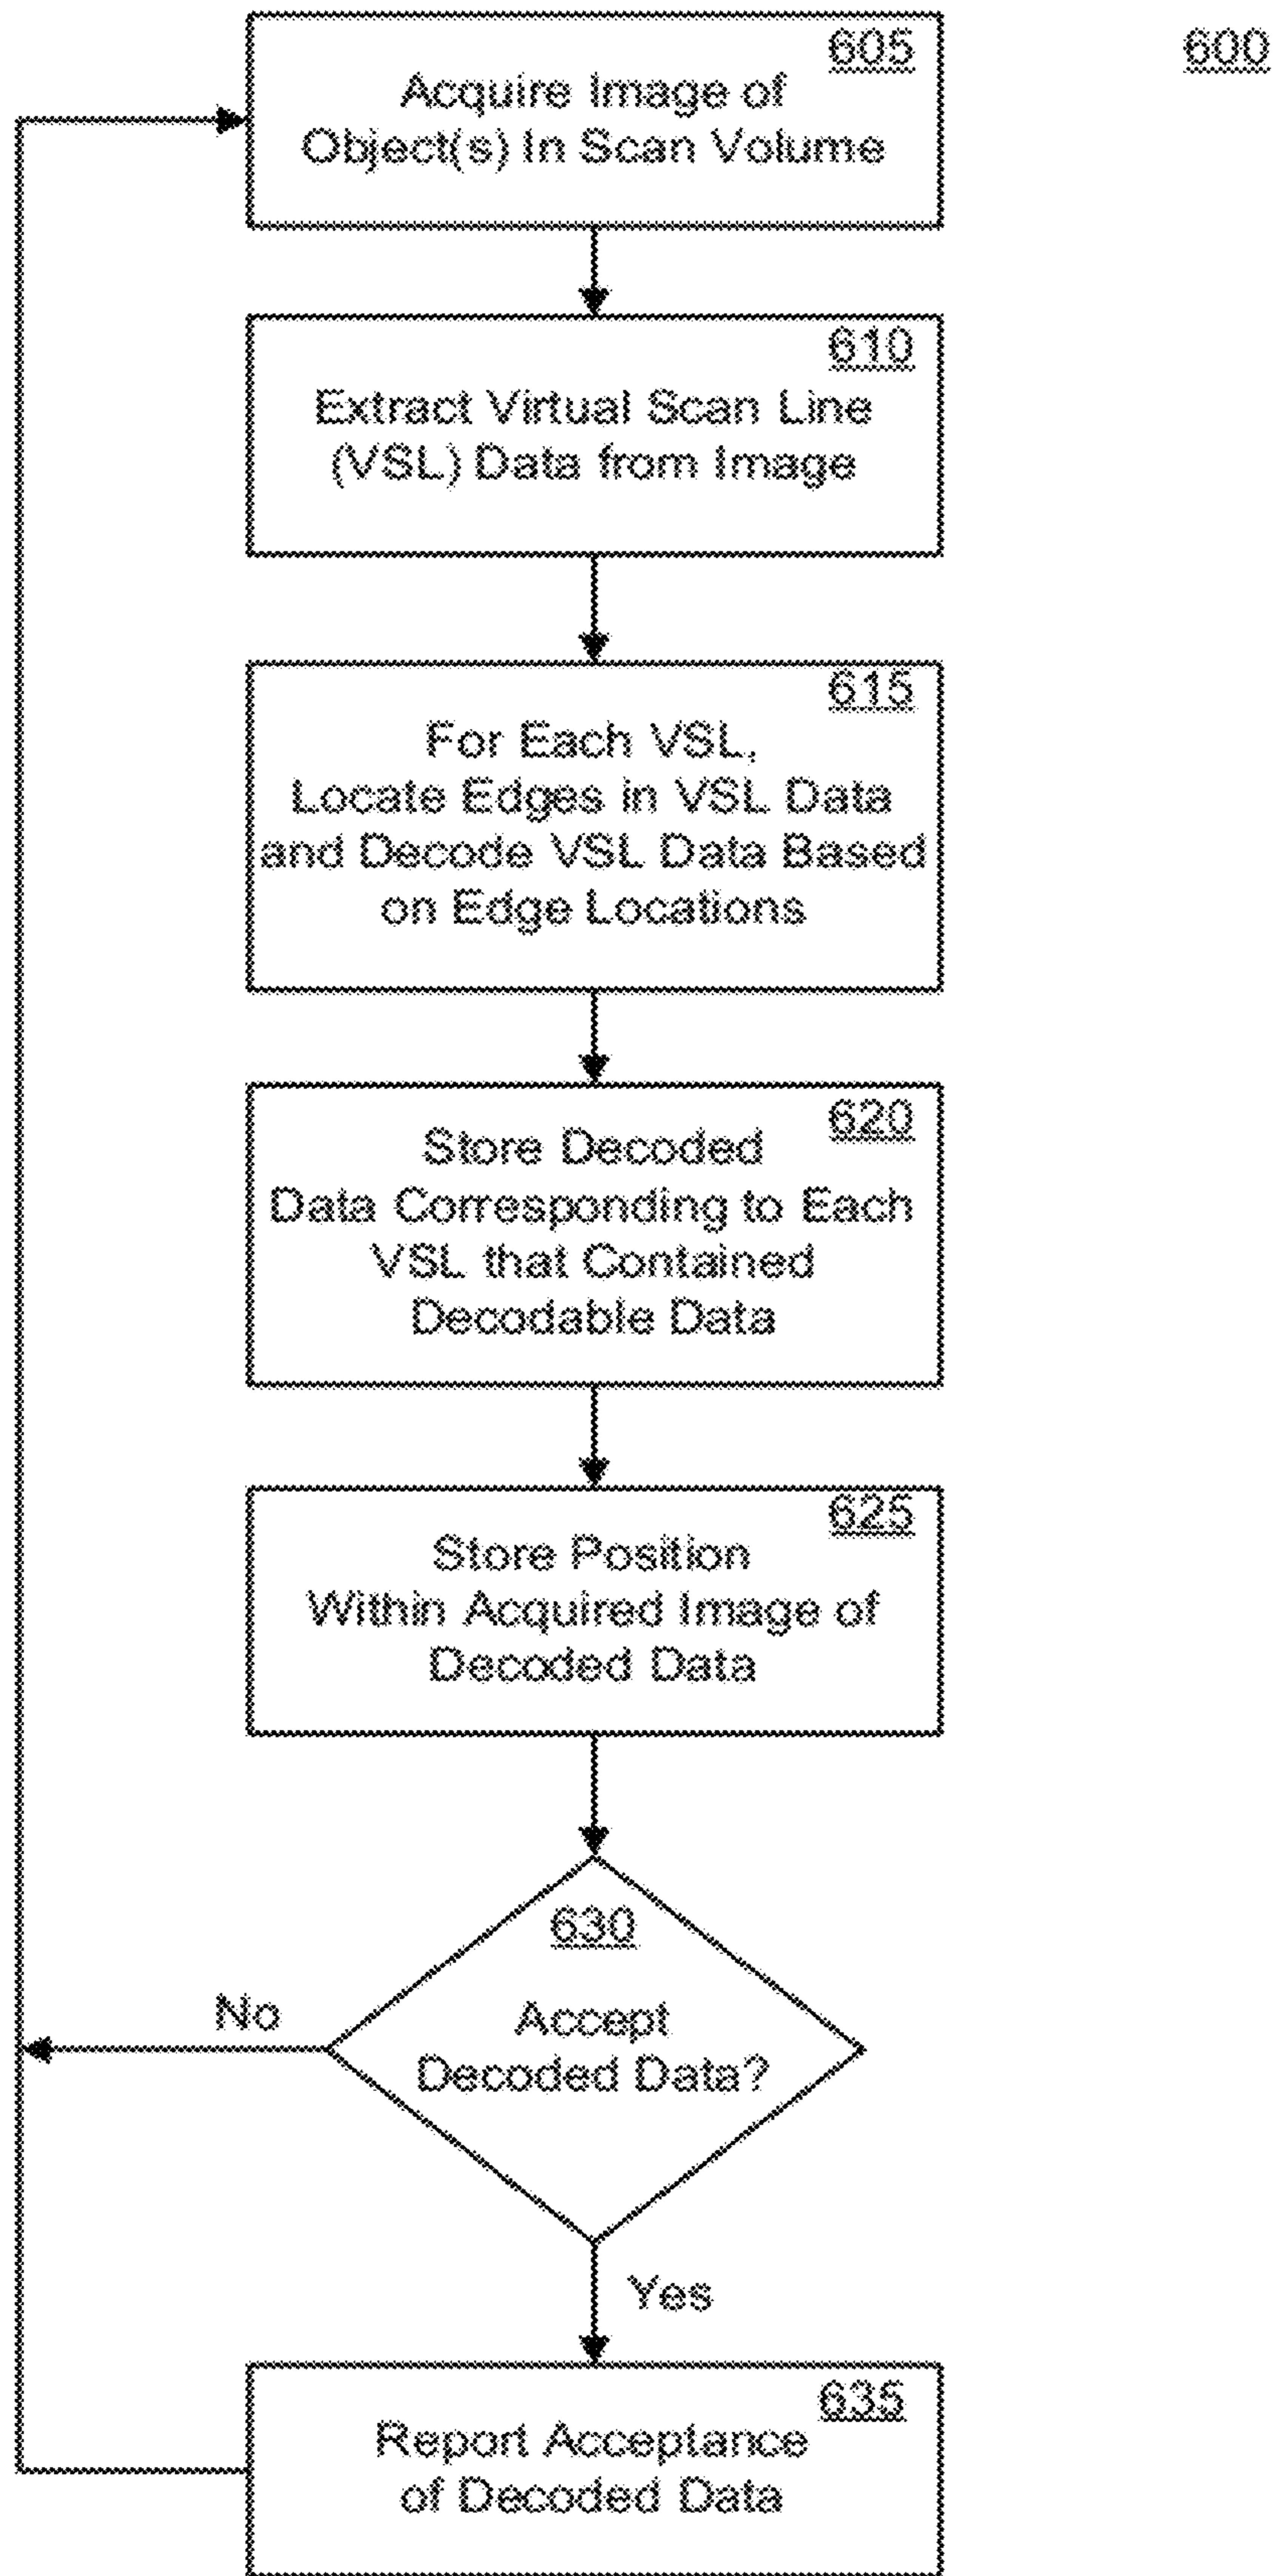 605
600
Acquire Image of
Object(s) In Scan Volume
610
Extract Virtual Scan Line
(VSL) Data from Image
615
For Each VSL,
Locate Edges in VSL Data
and Decode VSL Data Based
on Edge Locations
620
Store Decoded
Data Corresponding to Each
VSL that Contained
Decodable Data
625
Store Position
Within Acquired Image of
Decoded Data
630
Accept
Decoded Data?
No
Yes
635
Report Acceptance
of Decoded Data